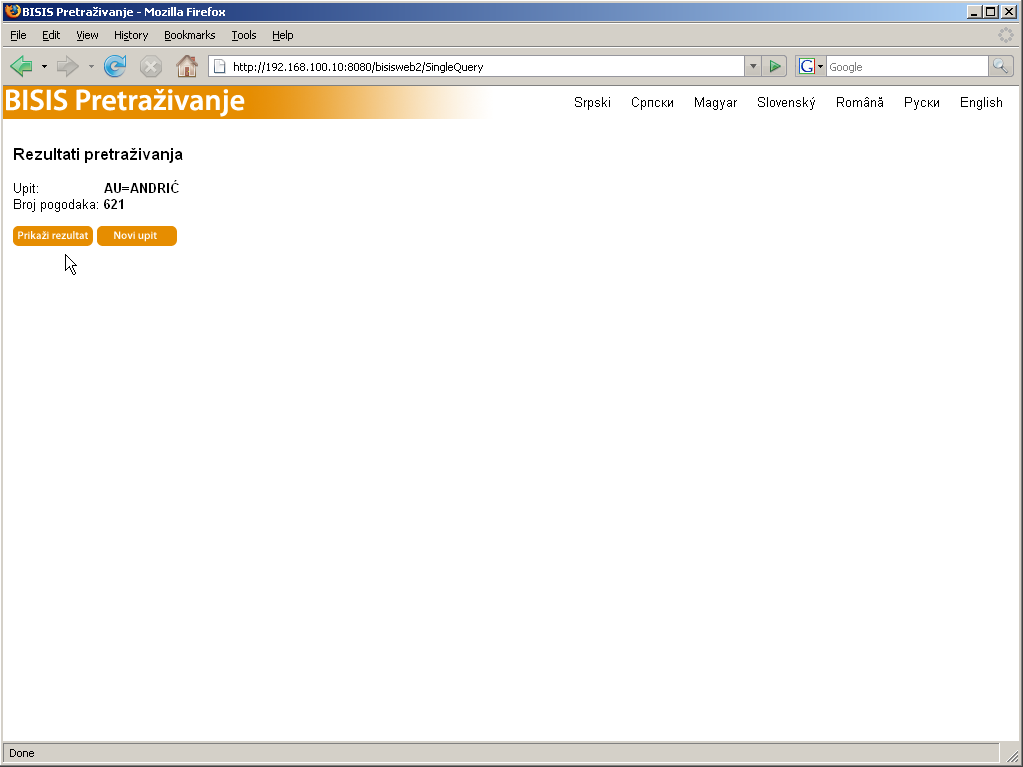 BISIS Pretraživanje - Mozilla Firefox
File Edit View History Bookmarks Tools Help
http://192.168.100.10:8080/bisisweb2/SingleQuery
G Google
BISIS Pretraživanje
Srpski Српски Magyar Slovenský Română Руски English
Rezultati pretraživanja
Upit: AU=ANDRIĆ
Broj pogodaka: 621
Prikaži rezultat Novi upit
Done